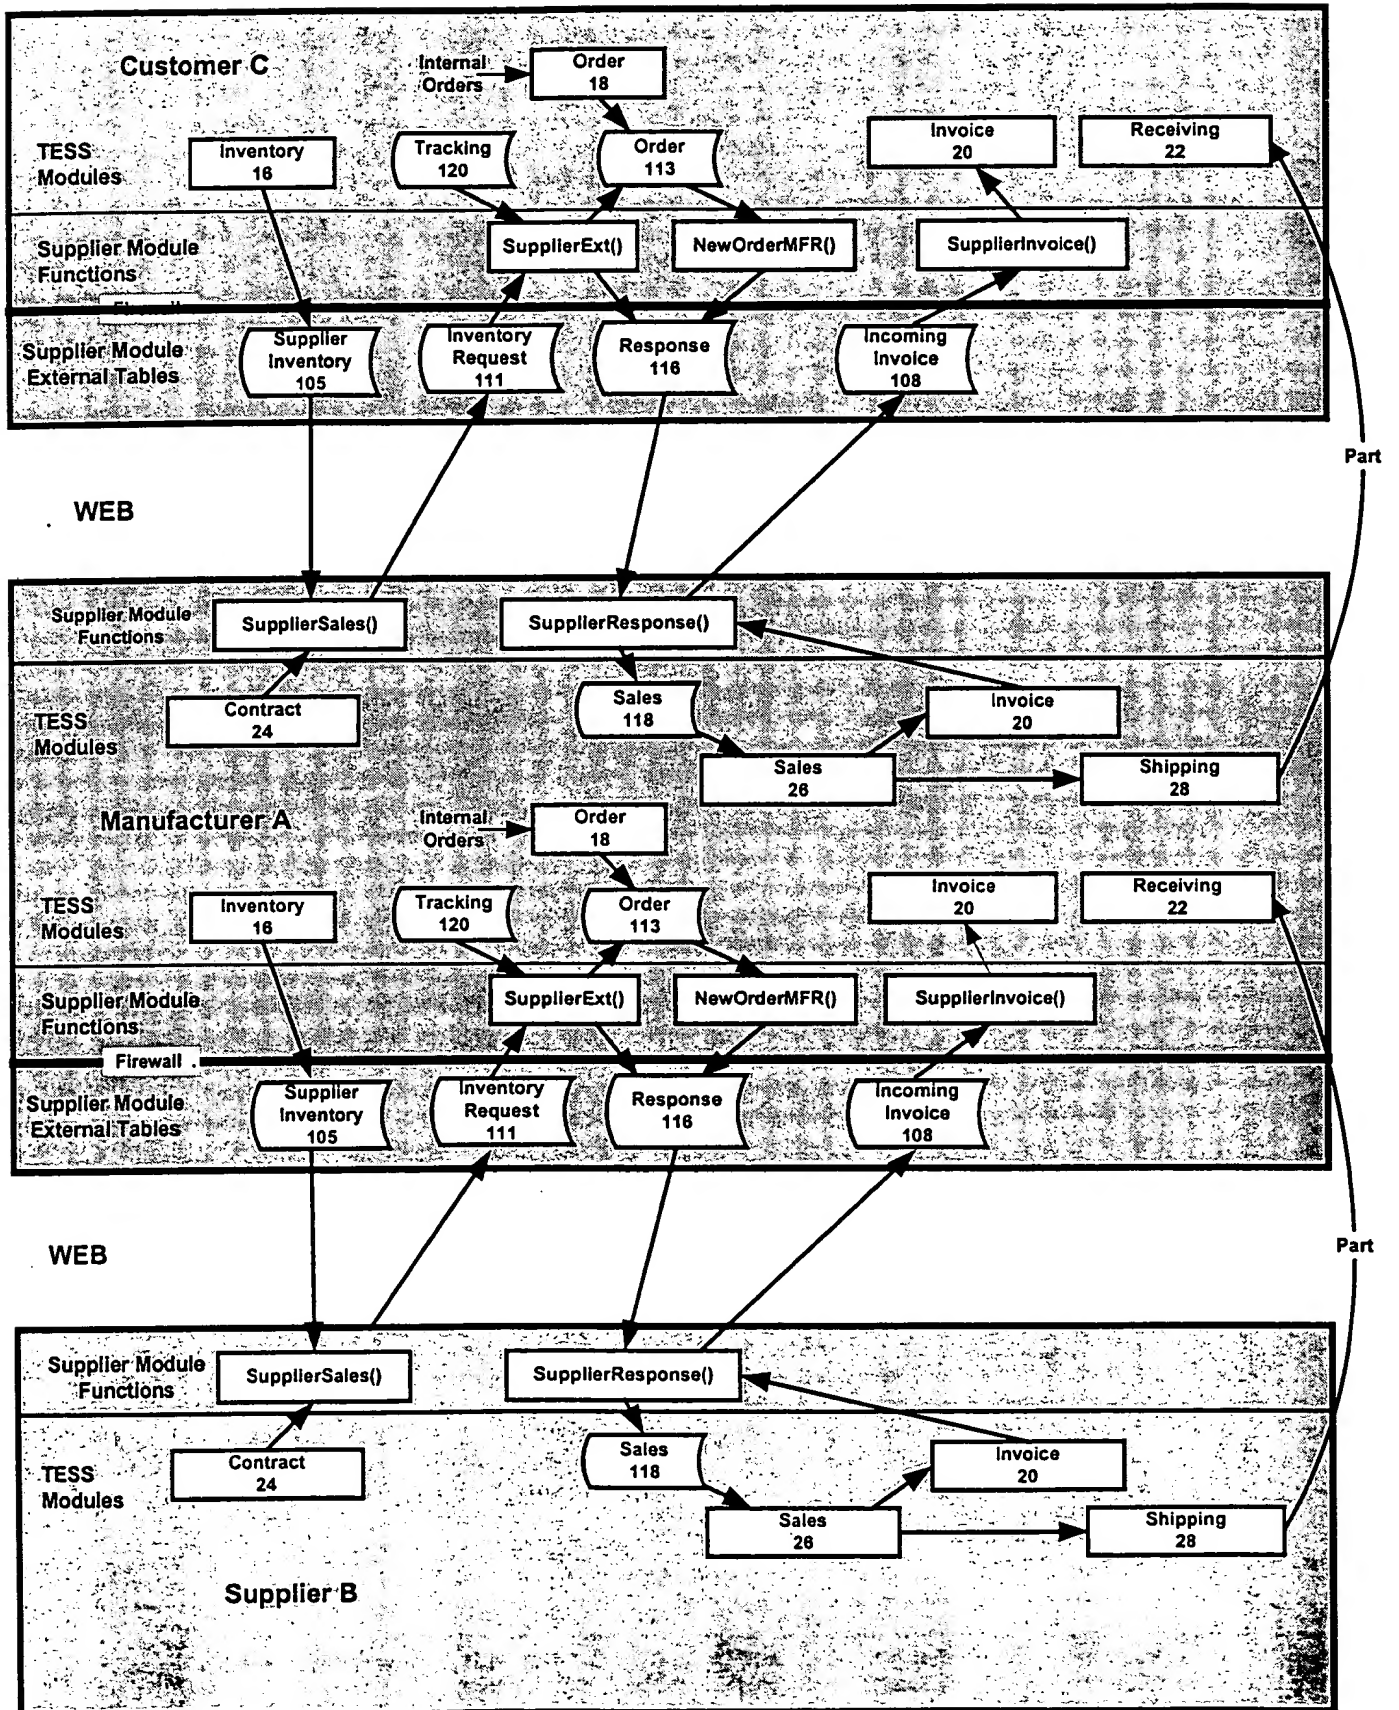 Customer C
Internal
Orders
Order
18
TESS
Modules
Inventory
16
Tracking
120
Order
113
Invoice
20
Receiving
22
Supplier Module
Functions
SupplierExt()
NewOrderMFR()
SupplierInvoice()
Supplier Module
External Tables
Supplier
Inventory
105
Inventory
Request
111
Response
116
Incoming
Invoice
108
Part
WEB
Supplier Module
Functions
SupplierSales()
SupplierResponse()
TESS
Modules
Contract
24
Sales
118
Invoice
20
Sales
26
Shipping
28
Manufacturer A
Internal
Orders
Order
18
TESS
Modules
Inventory
16
Tracking
120
Order
113
Invoice
20
Receiving
22
Supplier Module
Functions
SupplierExt()
NewOrderMFR()
SupplierInvoice()
Firewall
Supplier Module
External Tables
Supplier
Inventory
105
Inventory
Request
111
Response
116
Incoming
Invoice
108
WEB
Part
Supplier Module
Functions
SupplierSales()
SupplierResponse()
TESS
Modules
Contract
24
Sales
118
Invoice
20
Sales
26
Shipping
28
Supplier B